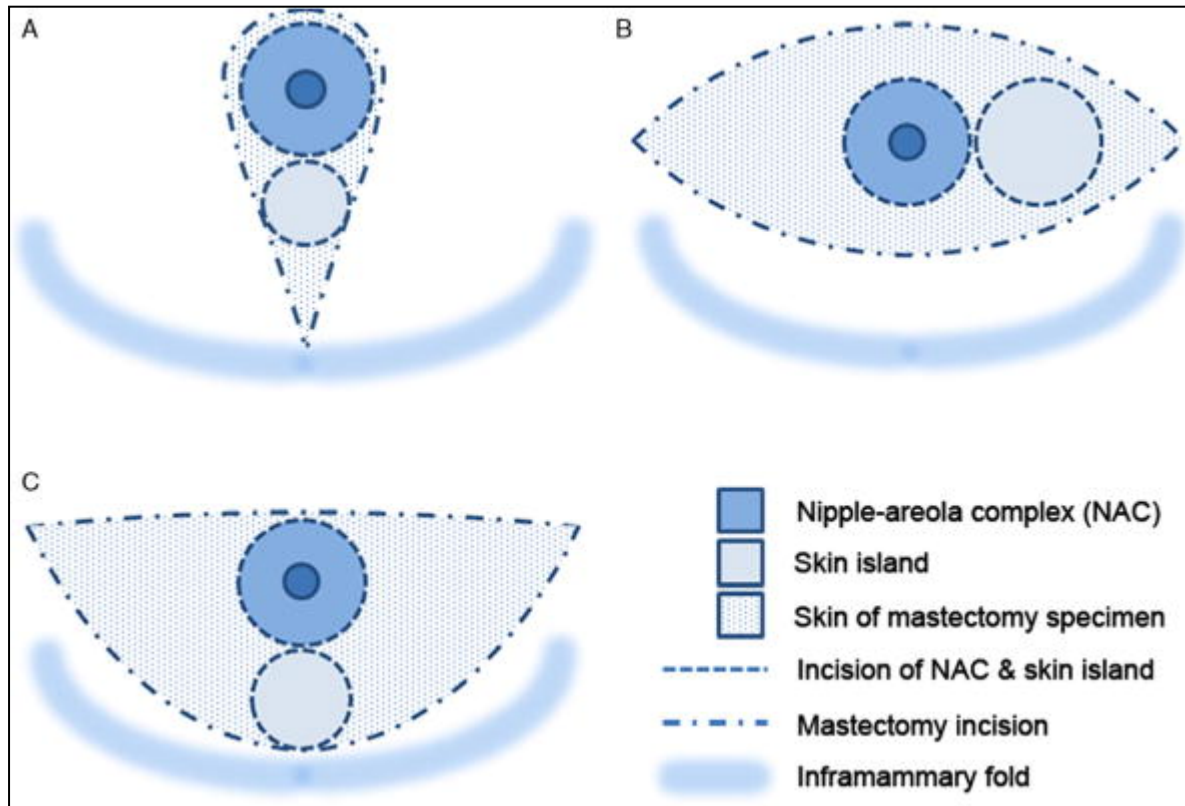 A
B
C
Nipple-areola complex (NAC)
Skin island
Skin of mastectomy specimen
Incision of NAC & skin island
Mastectomy incision
Inframammary fold